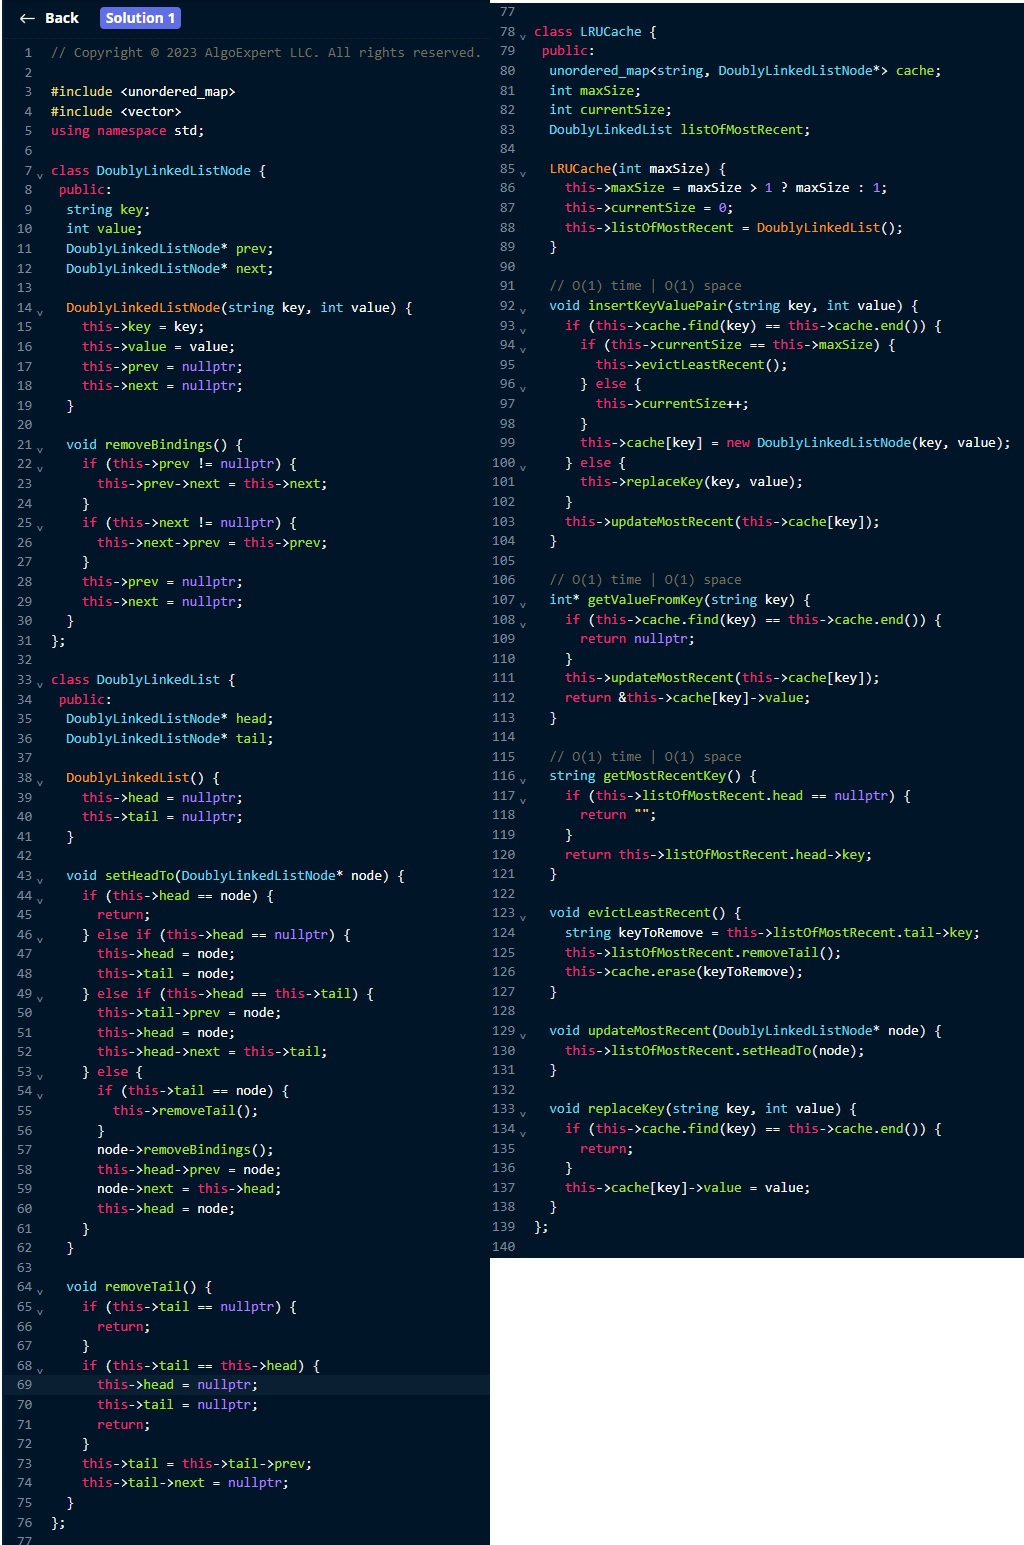 ← Back Solution 1
1 // Copyright © 2023 AlgoExpert LLC. All rights reserved.
2
3 #include <unordered_map>
4 #include <vector>
5 using namespace std;
6
7 class DoublyLinkedListNode {
8  public:
9   string key;
10   int value;
11   DoublyLinkedListNode* prev;
12   DoublyLinkedListNode* next;
13
14   DoublyLinkedListNode(string key, int value) {
15     this->key = key;
16     this->value = value;
17     this->prev = nullptr;
18     this->next = nullptr;
19   }
20
21   void removeBindings() {
22     if (this->prev != nullptr) {
23       this->prev->next = this->next;
24     }
25     if (this->next != nullptr) {
26       this->next->prev = this->prev;
27     }
28     this->prev = nullptr;
29     this->next = nullptr;
30   }
31 };
32
33 class DoublyLinkedList {
34  public:
35   DoublyLinkedListNode* head;
36   DoublyLinkedListNode* tail;
37
38   DoublyLinkedList() {
39     this->head = nullptr;
40     this->tail = nullptr;
41   }
42
43   void setHeadTo(DoublyLinkedListNode* node) {
44     if (this->head == node) {
45       return;
46     } else if (this->head == nullptr) {
47       this->head = node;
48       this->tail = node;
49     } else if (this->head == this->tail) {
50       this->tail->prev = node;
51       this->head = node;
52       this->head->next = this->tail;
53     } else {
54       if (this->tail == node) {
55         this->removeTail();
56       }
57       node->removeBindings();
58       this->head->prev = node;
59       node->next = this->head;
60       this->head = node;
61     }
62   }
63
64   void removeTail() {
65     if (this->tail == nullptr) {
66       return;
67     }
68     if (this->tail == this->head) {
69       this->head = nullptr;
70       this->tail = nullptr;
71       return;
72     }
73     this->tail = this->tail->prev;
74     this->tail->next = nullptr;
75   }
76 };
77
77
78 class LRUCache {
79  public:
80   unordered_map<string, DoublyLinkedListNode*> cache;
81   int maxSize;
82   int currentSize;
83   DoublyLinkedList listOfMostRecent;
84
85   LRUCache(int maxSize) {
86     this->maxSize = maxSize > 1 ? maxSize : 1;
87     this->currentSize = 0;
88     this->listOfMostRecent = DoublyLinkedList();
89   }
90
91   // O(1) time | O(1) space
92   void insertKeyValuePair(string key, int value) {
93     if (this->cache.find(key) == this->cache.end()) {
94       if (this->currentSize == this->maxSize) {
95         this->evictLeastRecent();
96       } else {
97         this->currentSize++;
98       }
99       this->cache[key] = new DoublyLinkedListNode(key, value);
100     } else {
101       this->replaceKey(key, value);
102     }
103     this->updateMostRecent(this->cache[key]);
104   }
105
106   // O(1) time | O(1) space
107   int* getValueFromKey(string key) {
108     if (this->cache.find(key) == this->cache.end()) {
109       return nullptr;
110     }
111     this->updateMostRecent(this->cache[key]);
112     return &this->cache[key]->value;
113   }
114
115   // O(1) time | O(1) space
116   string getMostRecentKey() {
117     if (this->listOfMostRecent.head == nullptr) {
118       return "";
119     }
120     return this->listOfMostRecent.head->key;
121   }
122
123   void evictLeastRecent() {
124     string keyToRemove = this->listOfMostRecent.tail->key;
125     this->listOfMostRecent.removeTail();
126     this->cache.erase(keyToRemove);
127   }
128
129   void updateMostRecent(DoublyLinkedListNode* node) {
130     this->listOfMostRecent.setHeadTo(node);
131   }
132
133   void replaceKey(string key, int value) {
134     if (this->cache.find(key) == this->cache.end()) {
135       return;
136     }
137     this->cache[key]->value = value;
138   }
139 };
140